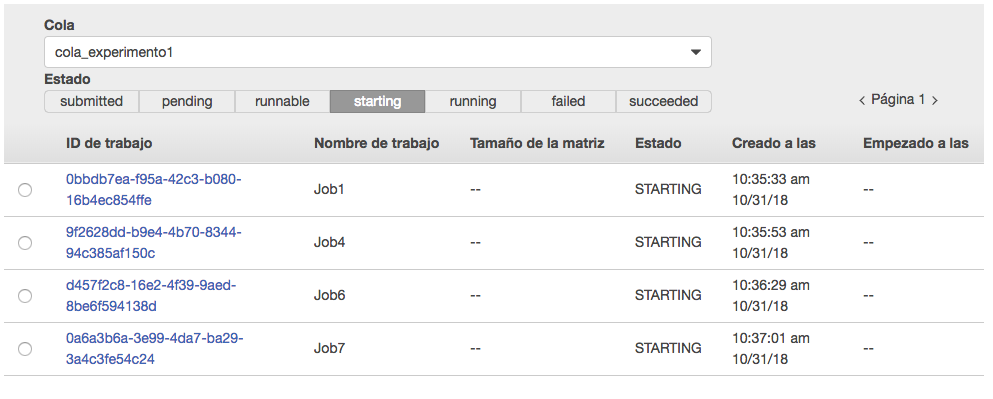 Cola
cola_experimento1
Estado
submitted pending runnable starting running failed succeeded Página 1
ID de trabajo Nombre de trabajo Tamaño de la matriz Estado Creado a las Empezado a las
0bbdb7ea-f95a-42c3-b080-
16b4ec854ffe
Job1 -- STARTING
10:35:33 am
10/31/18
--
9f2628dd-b9e4-4b70-8344-
94c385af150c
Job4 -- STARTING
10:35:53 am
10/31/18
--
d457f2c8-16e2-4f39-9aed-
8be6f594138d
Job6 -- STARTING
10:36:29 am
10/31/18
--
0a6a3b6a-3e99-4da7-ba29-
3a4c3fe54c24
Job7 -- STARTING
10:37:01 am
10/31/18
--